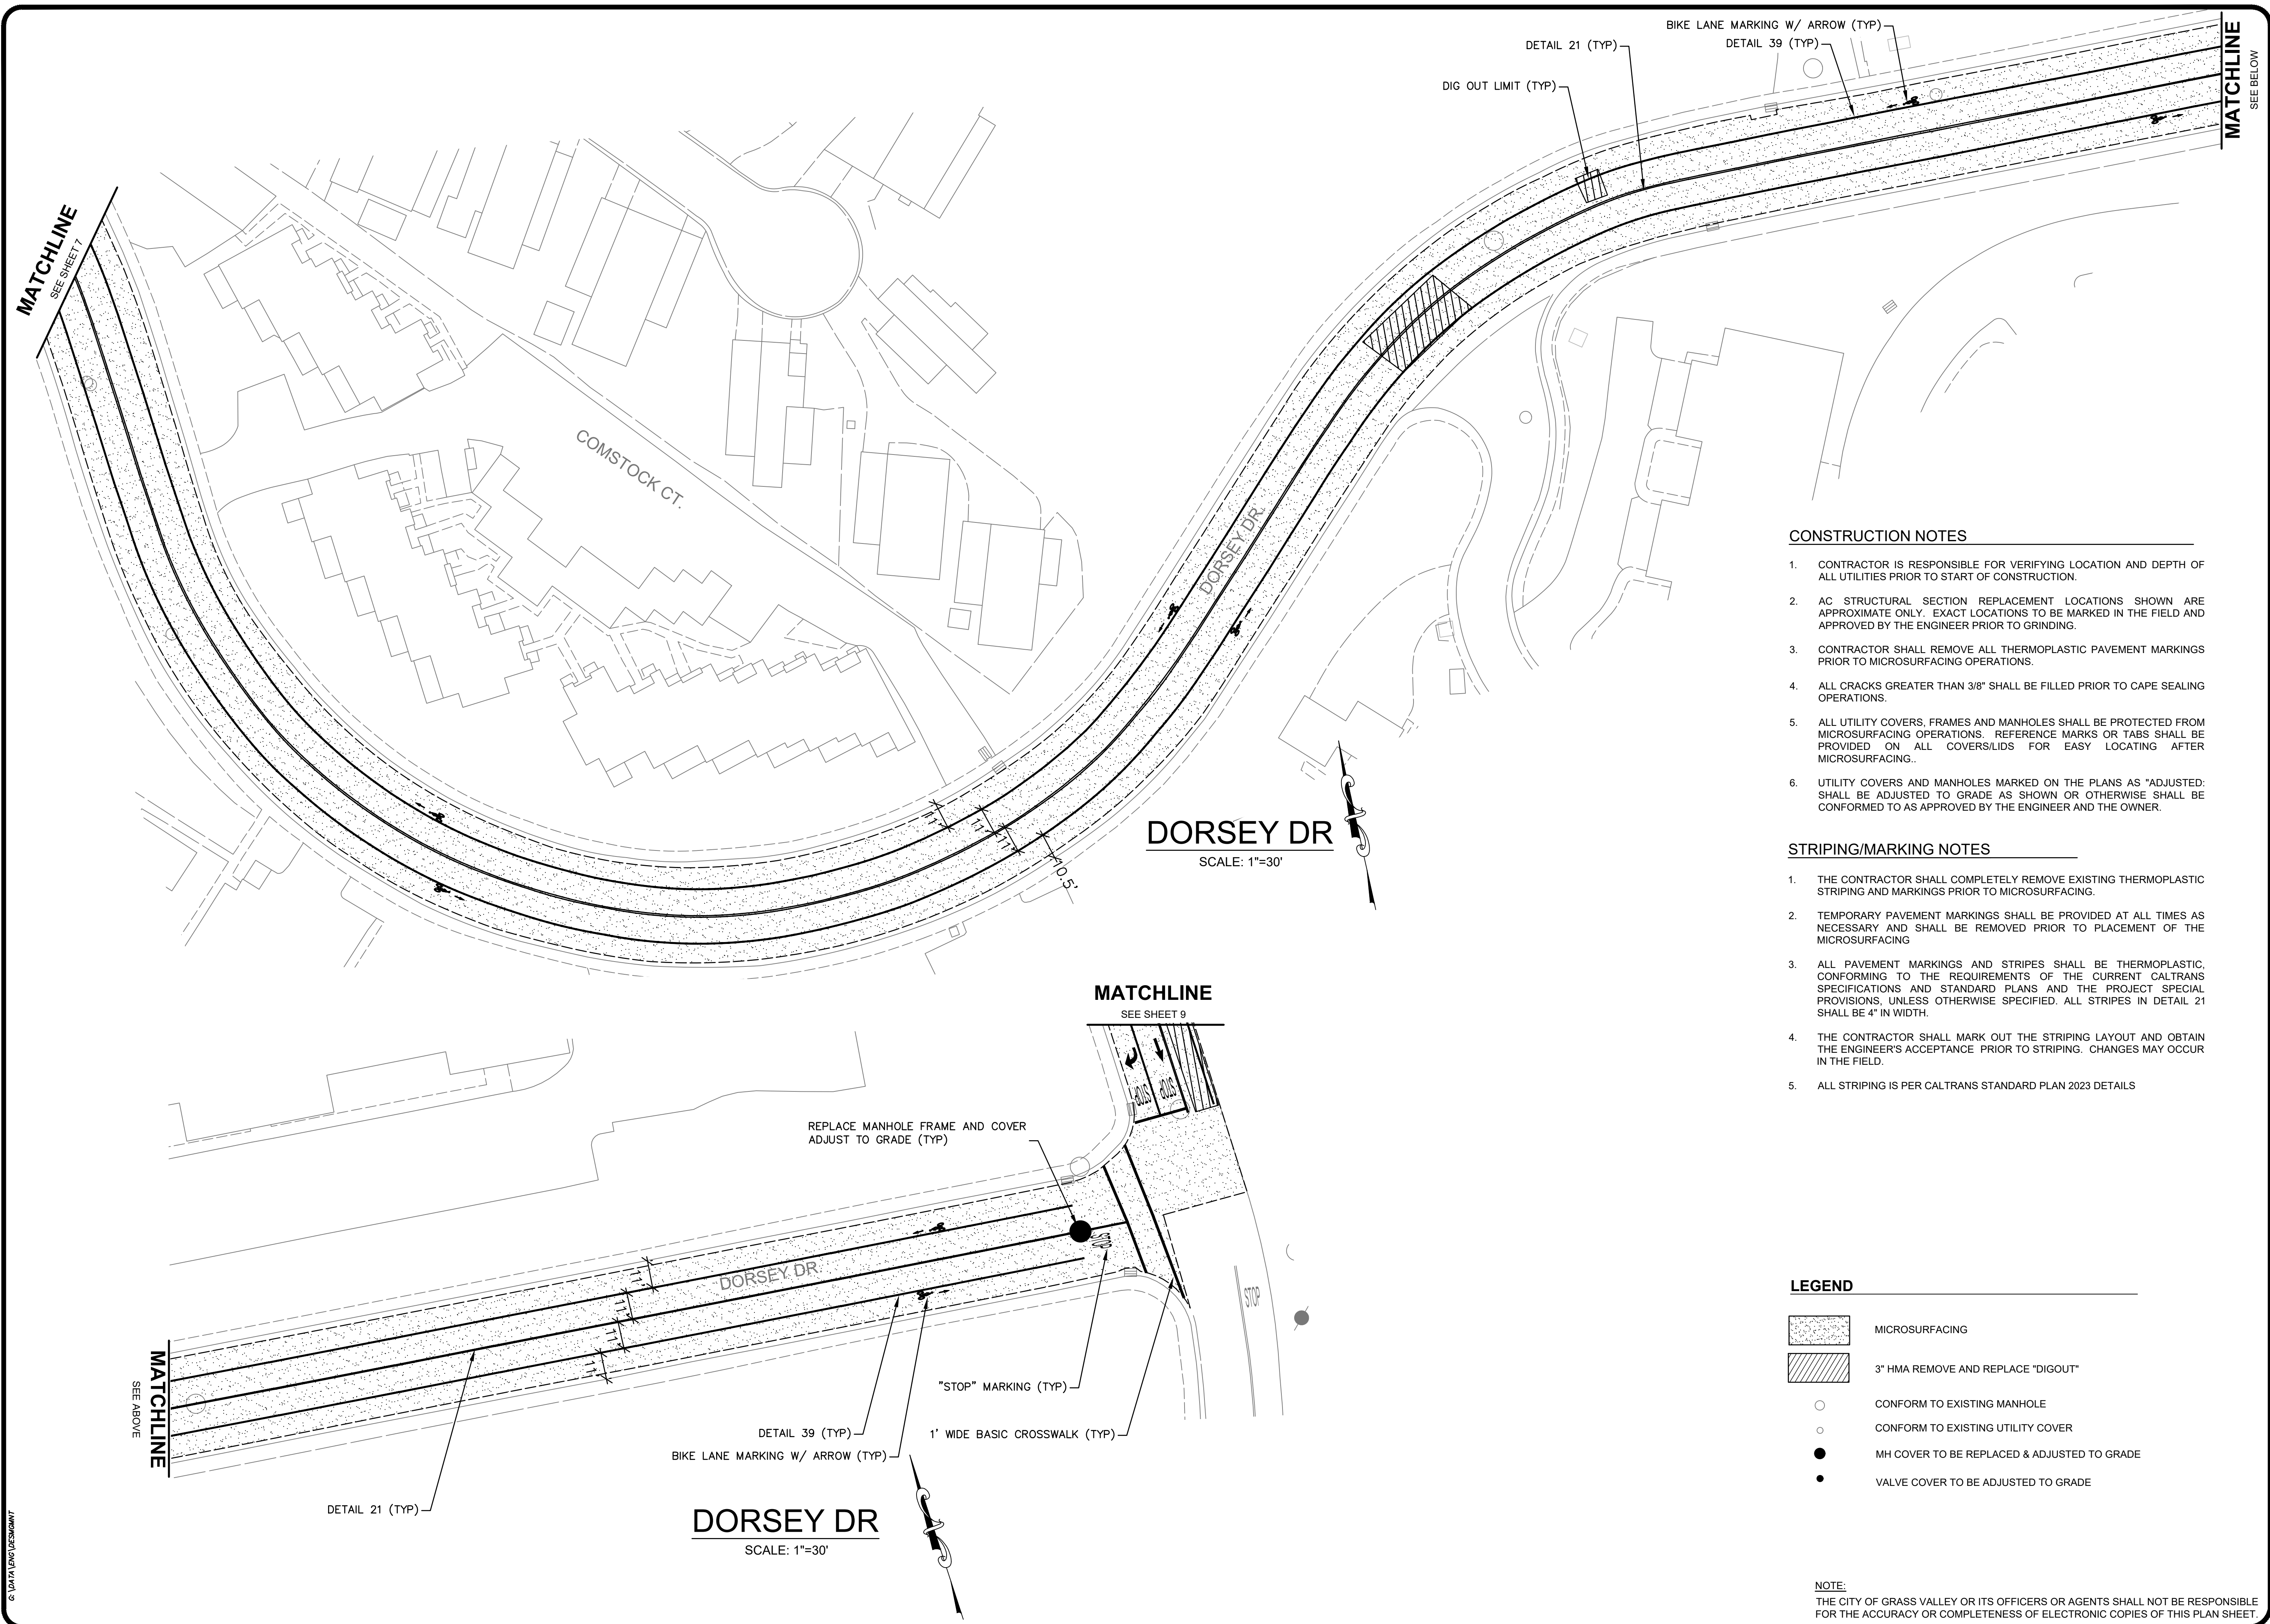 BIKE LANE MARKING W/ ARROW (TYP)
DETAIL 21 (TYP)
DETAIL 39 (TYP)
DIG OUT LIMIT (TYP)
MATCHLINE
SEE BELOW
MATCHLINE
SEE SHEET 7
COMSTOCK CT.
DORSEY DR.
11'
11'
11'
10.5'
DORSEY DR
SCALE: 1"=30'
CONSTRUCTION NOTES
1. CONTRACTOR IS RESPONSIBLE FOR VERIFYING LOCATION AND DEPTH OF
ALL UTILITIES PRIOR TO START OF CONSTRUCTION.
2. AC STRUCTURAL SECTION REPLACEMENT LOCATIONS SHOWN ARE
APPROXIMATE ONLY. EXACT LOCATIONS TO BE MARKED IN THE FIELD AND
APPROVED BY THE ENGINEER PRIOR TO GRINDING.
3. CONTRACTOR SHALL REMOVE ALL THERMOPLASTIC PAVEMENT MARKINGS
PRIOR TO MICROSURFACING OPERATIONS.
4. ALL CRACKS GREATER THAN 3/8" SHALL BE FILLED PRIOR TO CAPE SEALING
OPERATIONS.
5. ALL UTILITY COVERS, FRAMES AND MANHOLES SHALL BE PROTECTED FROM
MICROSURFACING OPERATIONS. REFERENCE MARKS OR TABS SHALL BE
PROVIDED ON ALL COVERS/LIDS FOR EASY LOCATING AFTER
MICROSURFACING..
6. UTILITY COVERS AND MANHOLES MARKED ON THE PLANS AS "ADJUSTED:
SHALL BE ADJUSTED TO GRADE AS SHOWN OR OTHERWISE SHALL BE
CONFORMED TO AS APPROVED BY THE ENGINEER AND THE OWNER.
STRIPING/MARKING NOTES
1. THE CONTRACTOR SHALL COMPLETELY REMOVE EXISTING THERMOPLASTIC
STRIPING AND MARKINGS PRIOR TO MICROSURFACING.
2. TEMPORARY PAVEMENT MARKINGS SHALL BE PROVIDED AT ALL TIMES AS
NECESSARY AND SHALL BE REMOVED PRIOR TO PLACEMENT OF THE
MICROSURFACING
3. ALL PAVEMENT MARKINGS AND STRIPES SHALL BE THERMOPLASTIC,
CONFORMING TO THE REQUIREMENTS OF THE CURRENT CALTRANS
SPECIFICATIONS AND STANDARD PLANS AND THE PROJECT SPECIAL
PROVISIONS, UNLESS OTHERWISE SPECIFIED. ALL STRIPES IN DETAIL 21
SHALL BE 4" IN WIDTH.
4. THE CONTRACTOR SHALL MARK OUT THE STRIPING LAYOUT AND OBTAIN
THE ENGINEER'S ACCEPTANCE PRIOR TO STRIPING. CHANGES MAY OCCUR
IN THE FIELD.
5. ALL STRIPING IS PER CALTRANS STANDARD PLAN 2023 DETAILS
MATCHLINE
SEE SHEET 9
STOP
STOP
REPLACE MANHOLE FRAME AND COVER
ADJUST TO GRADE (TYP)
STOP
DORSEY DR
11'
11'
11'
11'
STOP
MATCHLINE
SEE ABOVE
"STOP" MARKING (TYP)
DETAIL 39 (TYP)
1' WIDE BASIC CROSSWALK (TYP)
BIKE LANE MARKING W/ ARROW (TYP)
DETAIL 21 (TYP)
DORSEY DR
SCALE: 1"=30'
LEGEND
MICROSURFACING
3" HMA REMOVE AND REPLACE "DIGOUT"
CONFORM TO EXISTING MANHOLE
CONFORM TO EXISTING UTILITY COVER
MH COVER TO BE REPLACED & ADJUSTED TO GRADE
VALVE COVER TO BE ADJUSTED TO GRADE
NOTE:
THE CITY OF GRASS VALLEY OR ITS OFFICERS OR AGENTS SHALL NOT BE RESPONSIBLE
FOR THE ACCURACY OR COMPLETENESS OF ELECTRONIC COPIES OF THIS PLAN SHEET.
G:\DATA\ENG\DESMGMNT